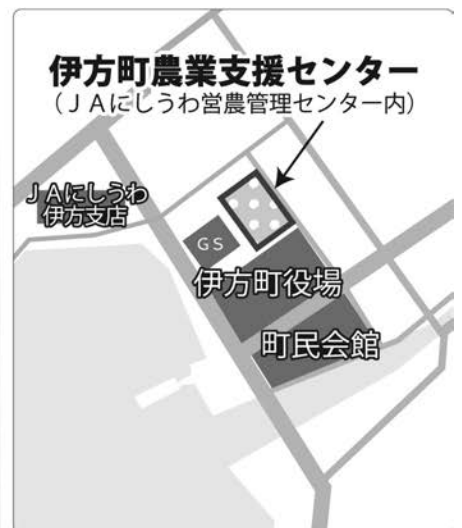 伊方町農業支援センター
（ＪＡにしうわ営農管理センター内）
ＪＡにしうわ
伊方支店
ＧＳ
伊方町役場
町民会館